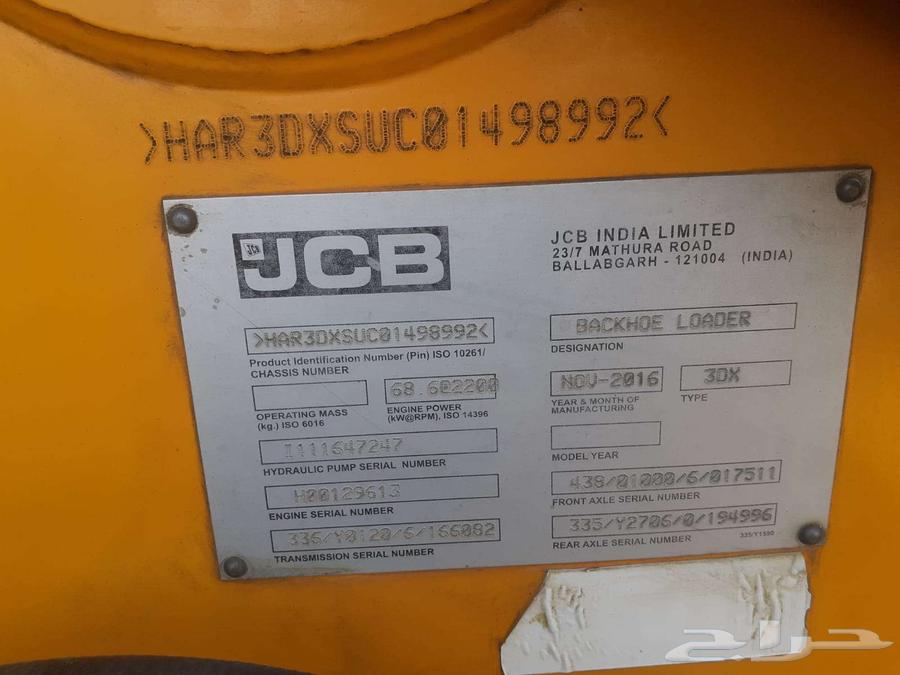 >HAR3DXSUC01498992<
JCB
JCB INDIA LIMITED
23/7 MATHURA ROAD
BALLABGARH - 121004 (INDIA)
>HAR3DXSUC01498992<
Product Identification Number (Pin) ISO 10261/
CHASSIS NUMBER
BACKHOE LOADER
DESIGNATION
OPERATING MASS
(kg.) ISO 6016
68.6@2200
ENGINE POWER
(kW@RPM), ISO 14396
NOV-2016
YEAR & MONTH OF
MANUFACTURING
3DX
TYPE
I111647247
HYDRAULIC PUMP SERIAL NUMBER
MODEL YEAR
H00129613
ENGINE SERIAL NUMBER
438/01000/6/017511
FRONT AXLE SERIAL NUMBER
336/Y0120/6/166082
TRANSMISSION SERIAL NUMBER
335/Y2706/0/194996
REAR AXLE SERIAL NUMBER
335/Y1590
حراج